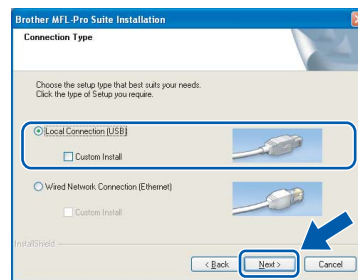 Brother MFL-Pro Suite Installation
Connection Type
Choose the setup type that best suits your needs.
Click the type of Setup you require.
Local Connection (USB)
Custom Install
Wired Network Connection (Ethernet)
Custom Install
InstallShield
< Back Next > Cancel